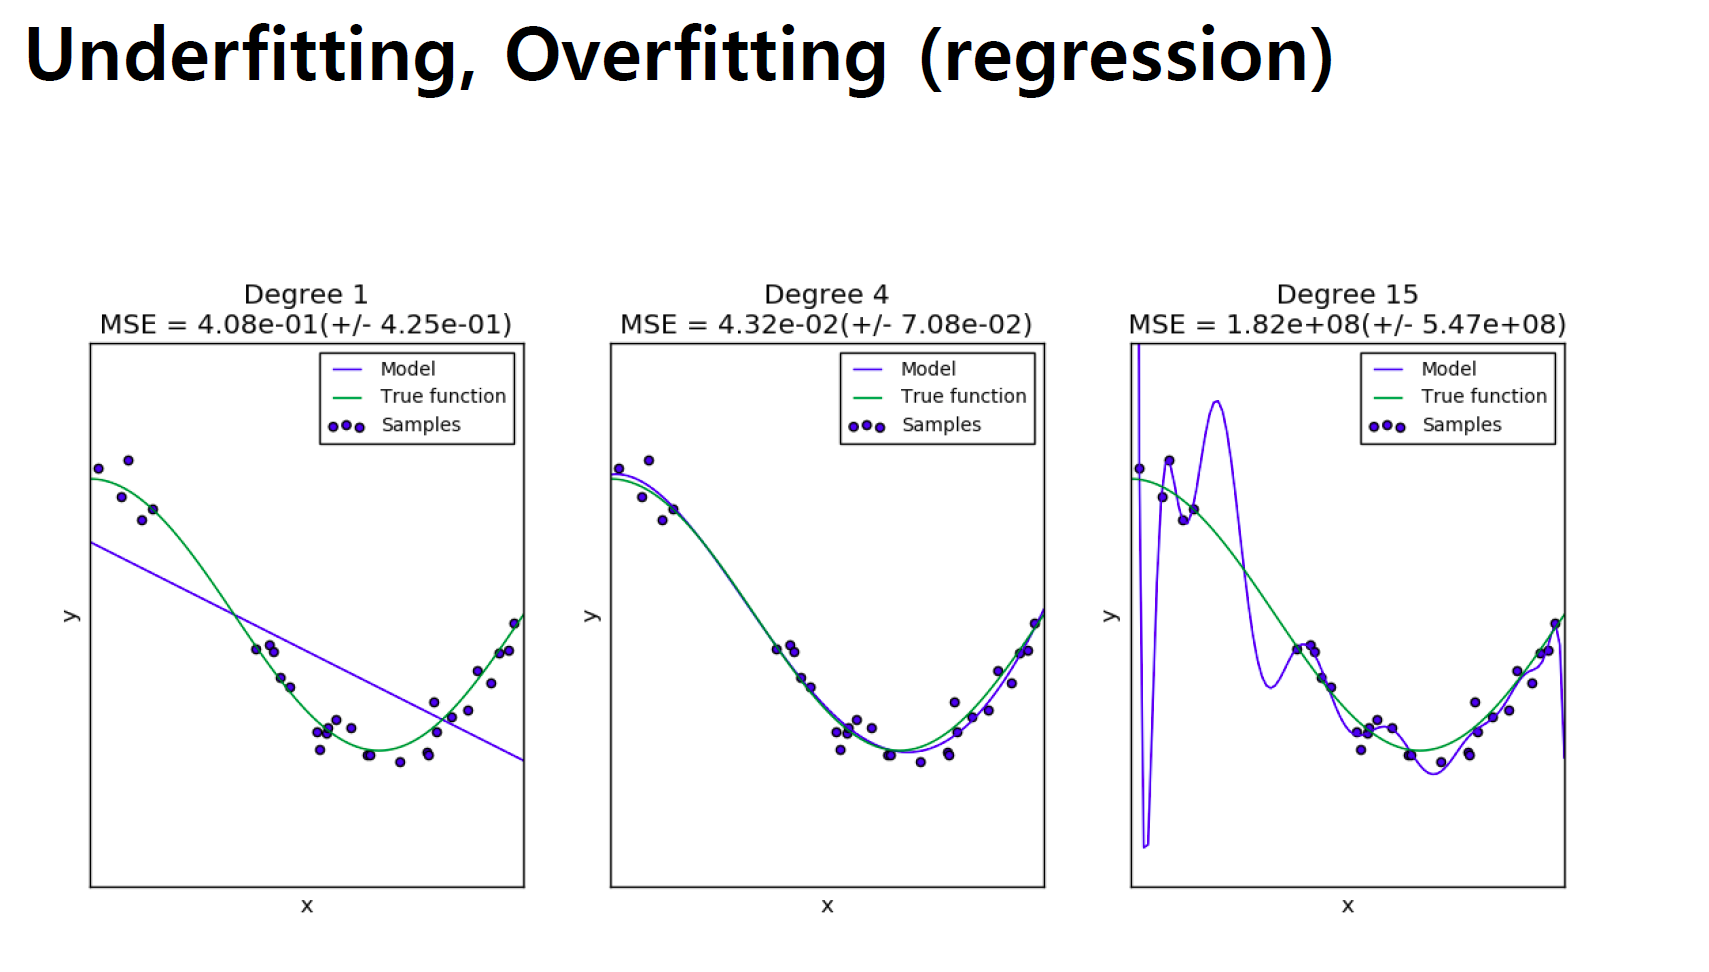 Underfitting, Overfitting (regression)
Degree 1
MSE = 4.08e-01(+/- 4.25e-01)
Model
True function
Samples
y
x
Degree 4
MSE = 4.32e-02(+/- 7.08e-02)
Model
True function
Samples
y
x
Degree 15
MSE = 1.82e+08(+/- 5.47e+08)
Model
True function
Samples
y
x